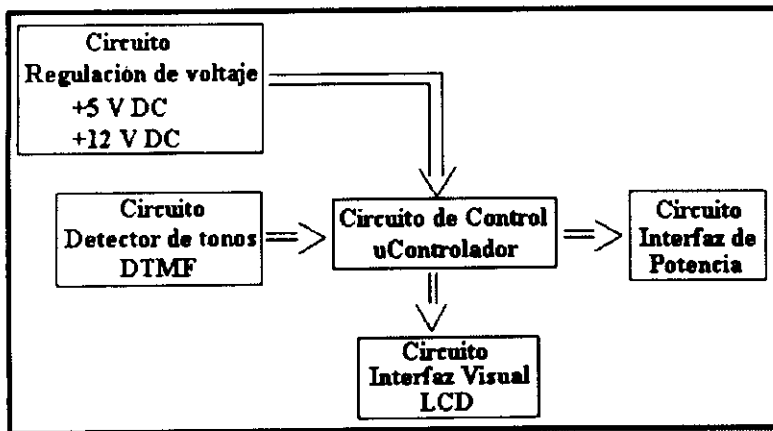 Circuito
Regulación de voltaje
+5 V DC
+12 V DC
Circuito
Detector de tonos
DTMF
Circuito de Control
uControlador
Circuito
Interfaz de
Potencia
Circuito
Interfaz Visual
LCD